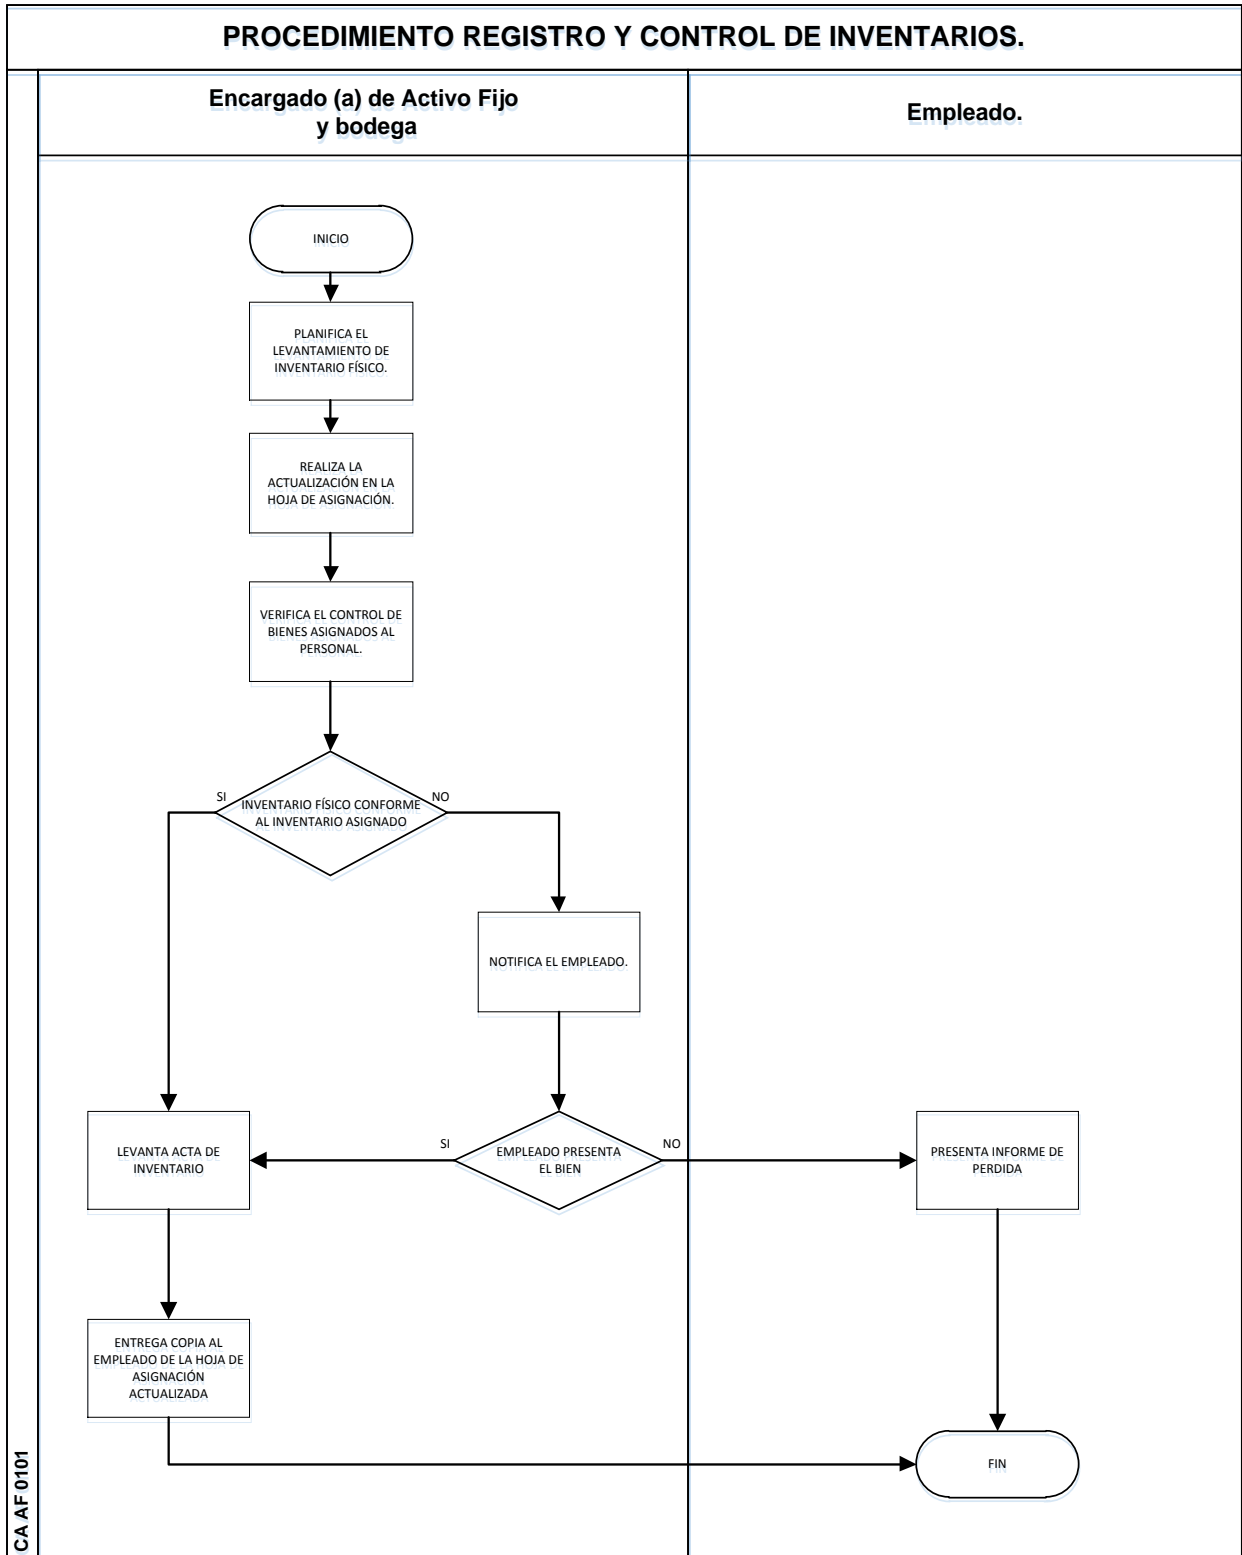 PROCEDIMIENTO REGISTRO Y CONTROL DE INVENTARIOS.
Encargado (a) de Activo Fijo
y bodega
Empleado.
INICIO
PLANIFICA EL
LEVANTAMIENTO DE
INVENTARIO FÍSICO.
REALIZA LA
ACTUALIZACIÓN EN LA
HOJA DE ASIGNACIÓN.
VERIFICA EL CONTROL DE
BIENES ASIGNADOS AL
PERSONAL.
SI
NO
INVENTARIO FÍSICO CONFORME
AL INVENTARIO ASIGNADO
NOTIFICA EL EMPLEADO.
LEVANTA ACTA DE
INVENTARIO
SI
EMPLEADO PRESENTA
EL BIEN
NO
PRESENTA INFORME DE
PERDIDA
ENTREGA COPIA AL
EMPLEADO DE LA HOJA DE
ASIGNACIÓN
ACTUALIZADA
FIN
CA AF 0101